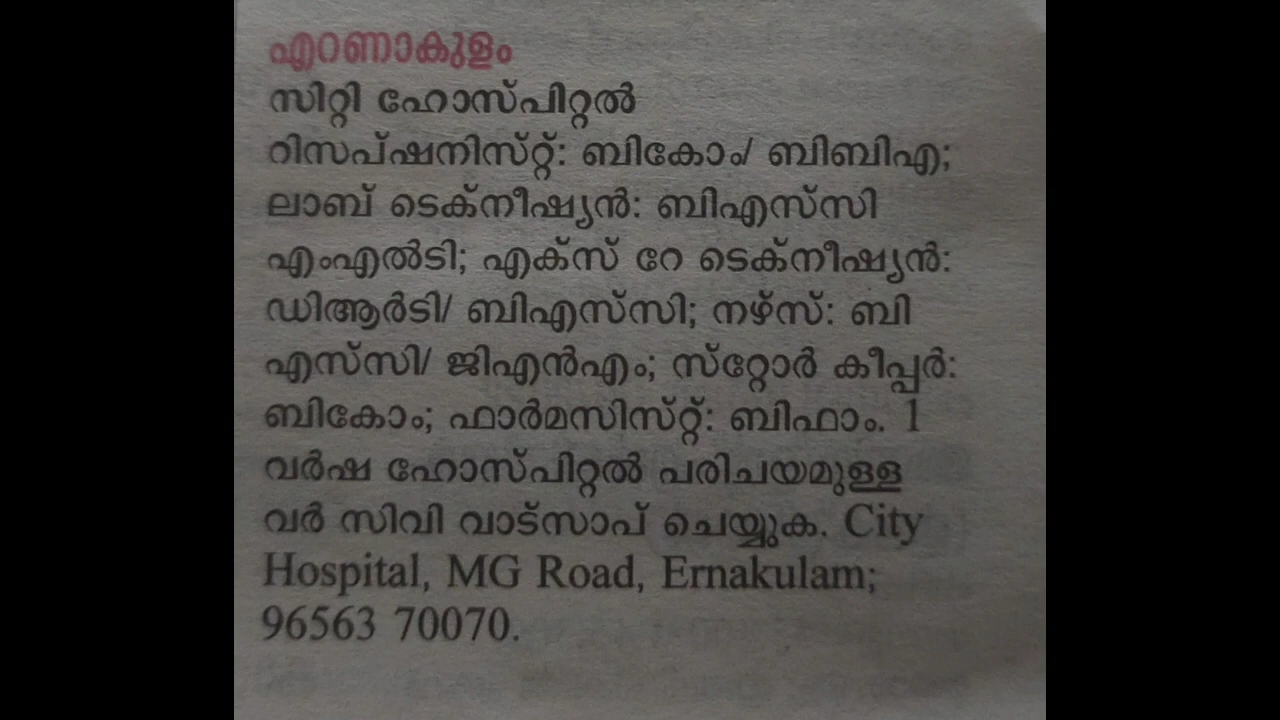 എറണാകുളം
സിറ്റി ഹോസ്പിറ്റൽ
റിസപ്ഷനിസ്റ്റ്: ബികോം/ ബിബിഎ;
ലാബ് ടെക്നീഷ്യൻ: ബിഎസ്‌സി
എംഎൽടി; എക്സ് റേ ടെക്നീഷ്യൻ:
ഡിആർടി/ ബിഎസ്‌സി; നഴ്സ്: ബി
എസ്‌സി/ ജിഎൻഎം; സ്റ്റോർ കീപ്പർ:
ബികോം; ഫാർമസിസ്റ്റ്: ബിഫാം. 1
വർഷ ഹോസ്പിറ്റൽ പരിചയമുള്ള
വർ സിവി വാട്സാപ് ചെയ്യുക. City
Hospital, MG Road, Ernakulam;
96563 70070.